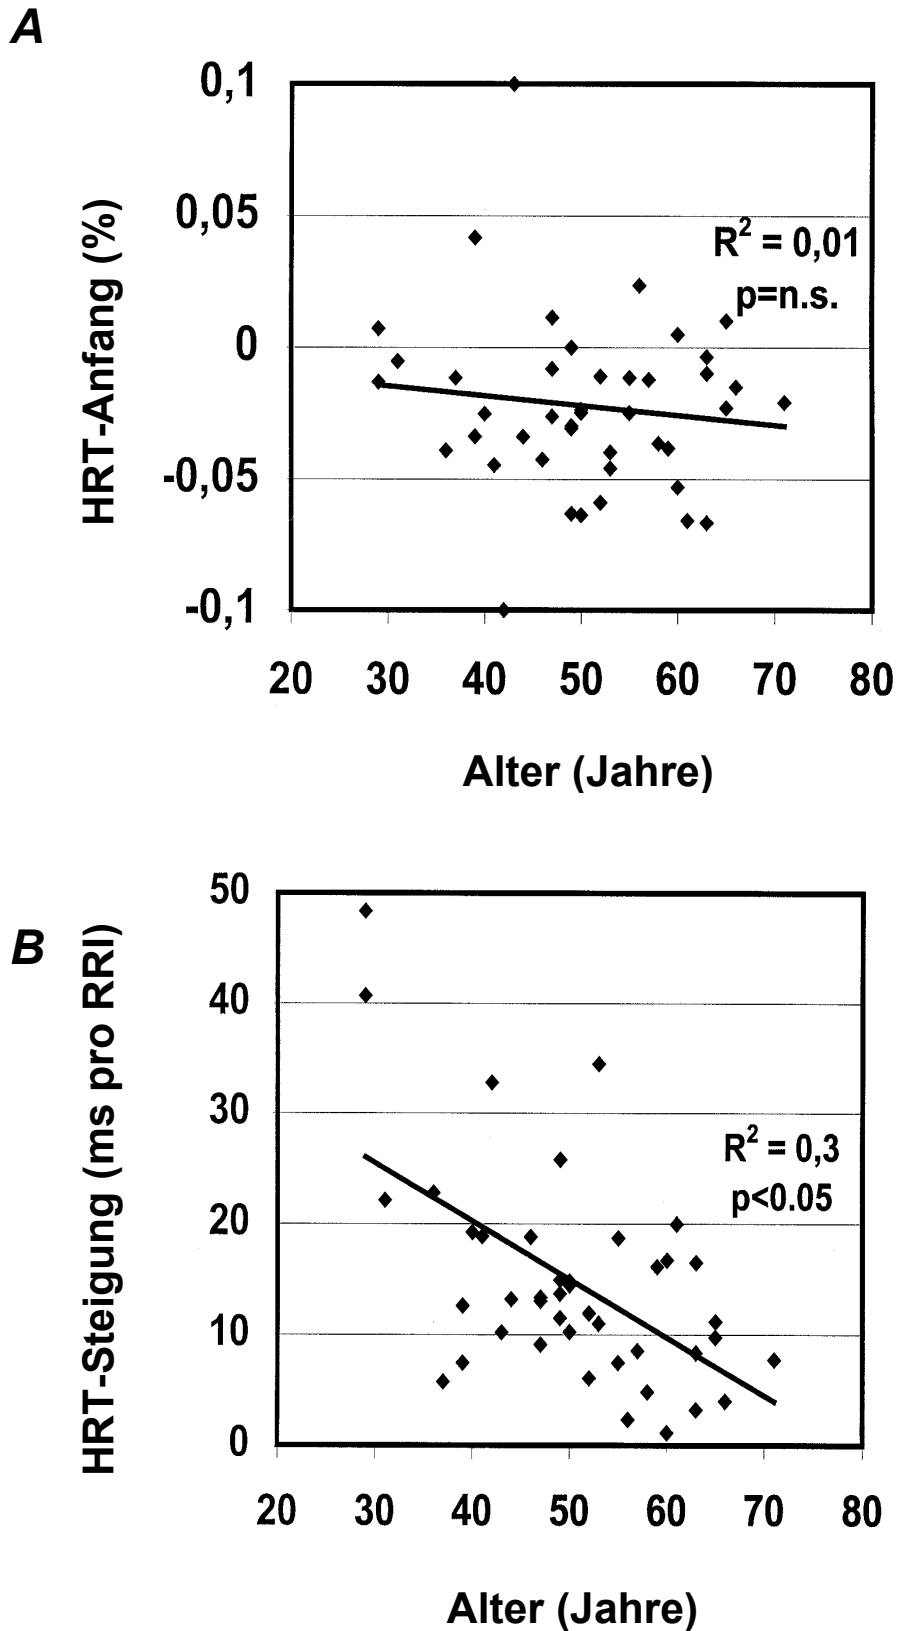 A
HRT-Anfang (%)
0,1
0,05
0
-0,05
-0,1
R² = 0,01
p=n.s.
20 30 40 50 60 70 80
Alter (Jahre)
B
HRT-Steigung (ms pro RRI)
50
40
30
20
10
0
R² = 0,3
p<0.05
20 30 40 50 60 70 80
Alter (Jahre)